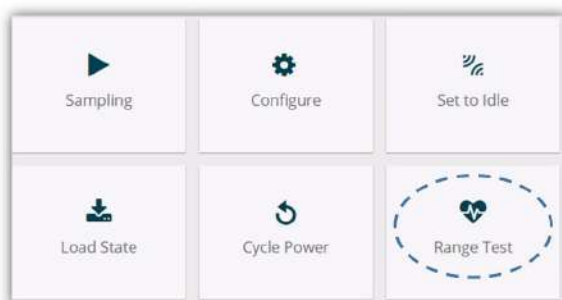 Sampling
Configure
Set to Idle
Load State
Cycle Power
Range Test